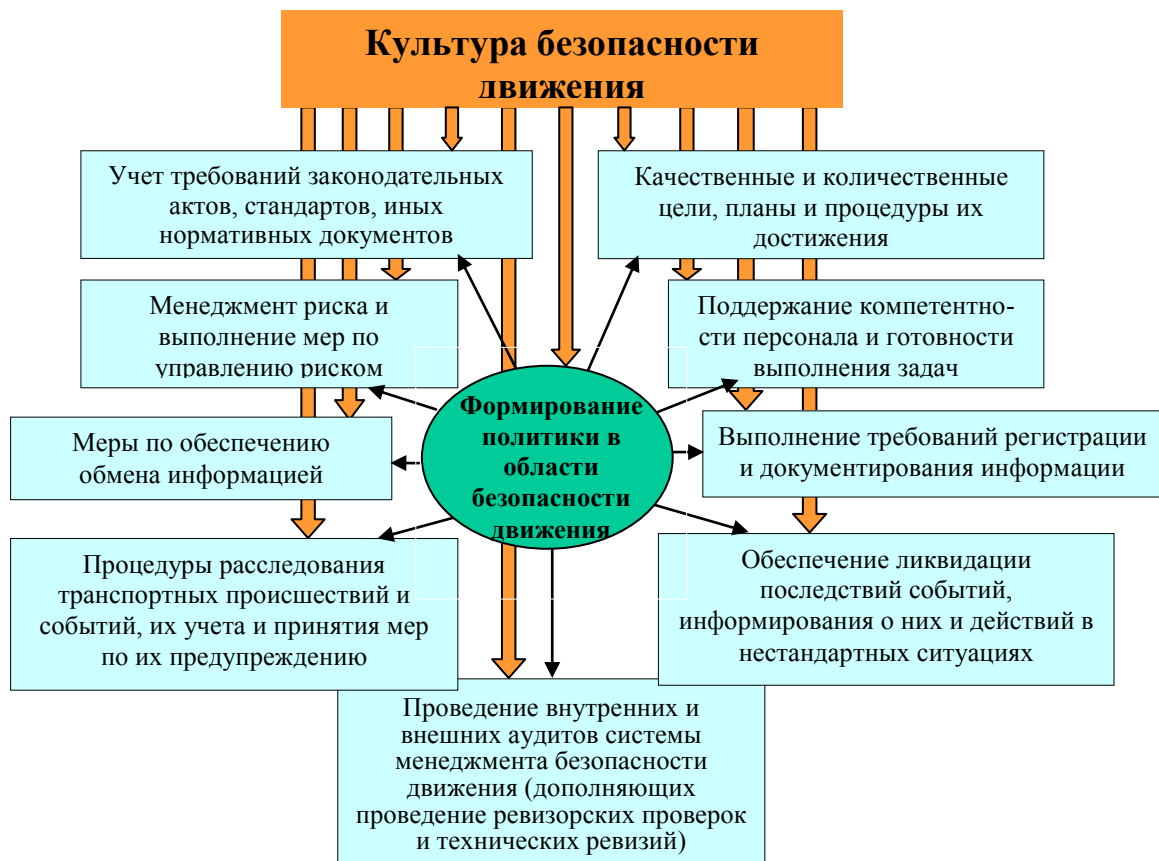 Культура безопасности
движения
Учет требований законодательных
актов, стандартов, иных
нормативных документов
Качественные и количественные
цели, планы и процедуры их
достижения
Менеджмент риска и
выполнение мер по
управлению риском
Поддержание компетентно-
сти персонала и готовности
выполнения задач
Формирование
политики в
области
безопасности
движения
Меры по обеспечению
обмена информацией
Выполнение требований регистрации
и документирования информации
Процедуры расследования
транспортных происшествий и
событий, их учета и принятия мер
по их предупреждению
Обеспечение ликвидации
последствий событий,
информирования о них и действий в
нестандартных ситуациях
Проведение внутренних и
внешних аудитов системы
менеджмента безопасности
движения (дополняющих
проведение ревизорских проверок
и технических ревизий)